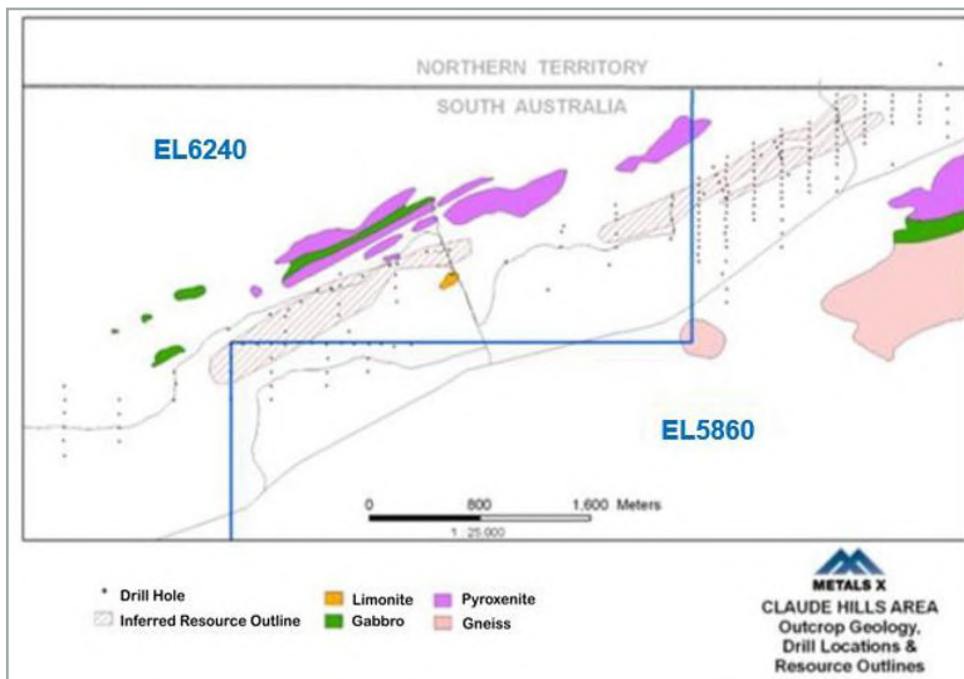 NORTHERN TERRITORY
SOUTH AUSTRALIA
EL6240
EL5860
0 800 1,600 Meters
1 : 25 000
Drill Hole
Inferred Resource Outline
Limonite
Gabbro
Pyroxenite
Gneiss
METALS X
CLAUDE HILLS AREA
Outcrop Geology,
Drill Locations &
Resource Outlines